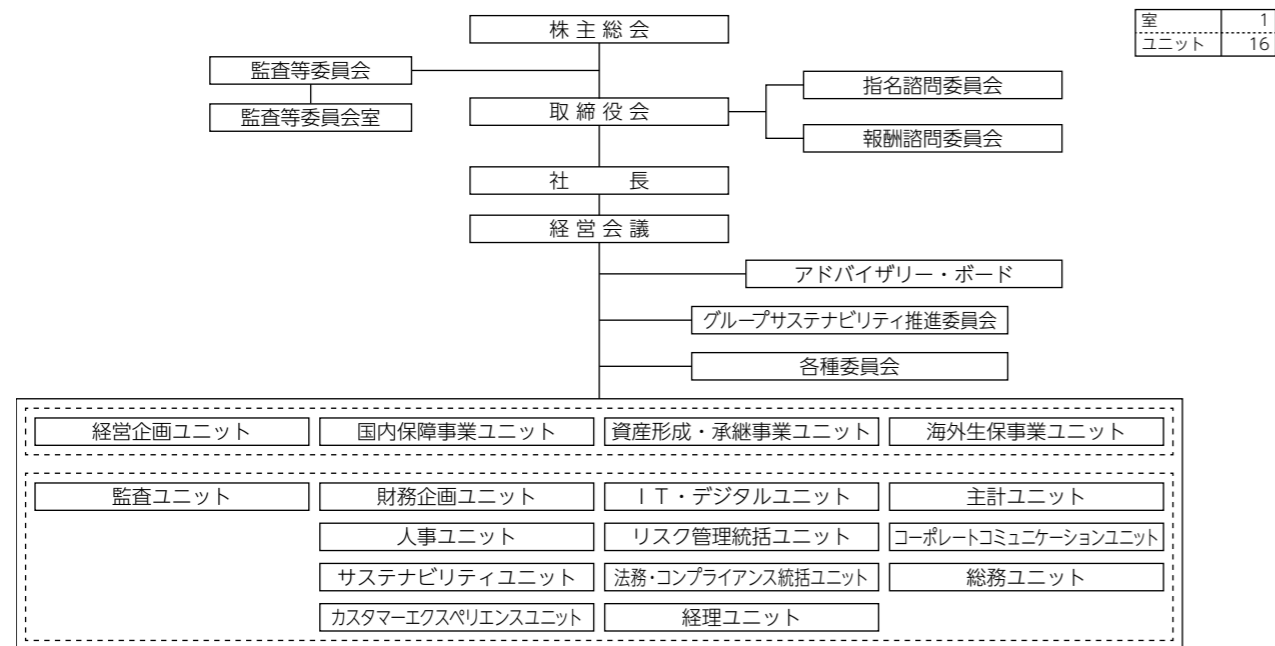 株主総会
室 1
ユニット 16
監査等委員会
監査等委員会室
取締役会
指名諮問委員会
報酬諮問委員会
社 長
経営会議
アドバイザリー・ボード
グループサステナビリティ推進委員会
各種委員会
経営企画ユニット 国内保障事業ユニット 資産形成・承継事業ユニット 海外生保事業ユニット
監査ユニット 財務企画ユニット IT・デジタルユニット 主計ユニット
人事ユニット リスク管理統括ユニット コーポレートコミュニケーションユニット
サステナビリティユニット 法務・コンプライアンス統括ユニット 総務ユニット
カスタマーエクスペリエンスユニット 経理ユニット